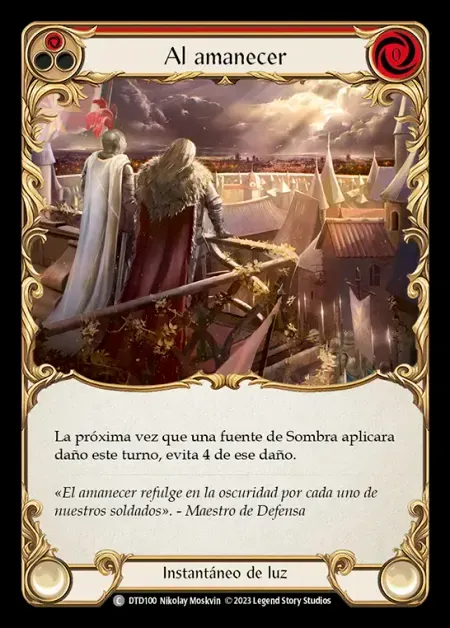 Al amanecer
0
La próxima vez que una fuente de Sombra aplicara
daño este turno, evita 4 de ese daño.
«El amanecer refulge en la oscuridad por cada uno de
nuestros soldados». - Maestro de Defensa
Instantáneo de luz
C DTD100 Nikolay Moskvin ©2023 Legend Story Studios